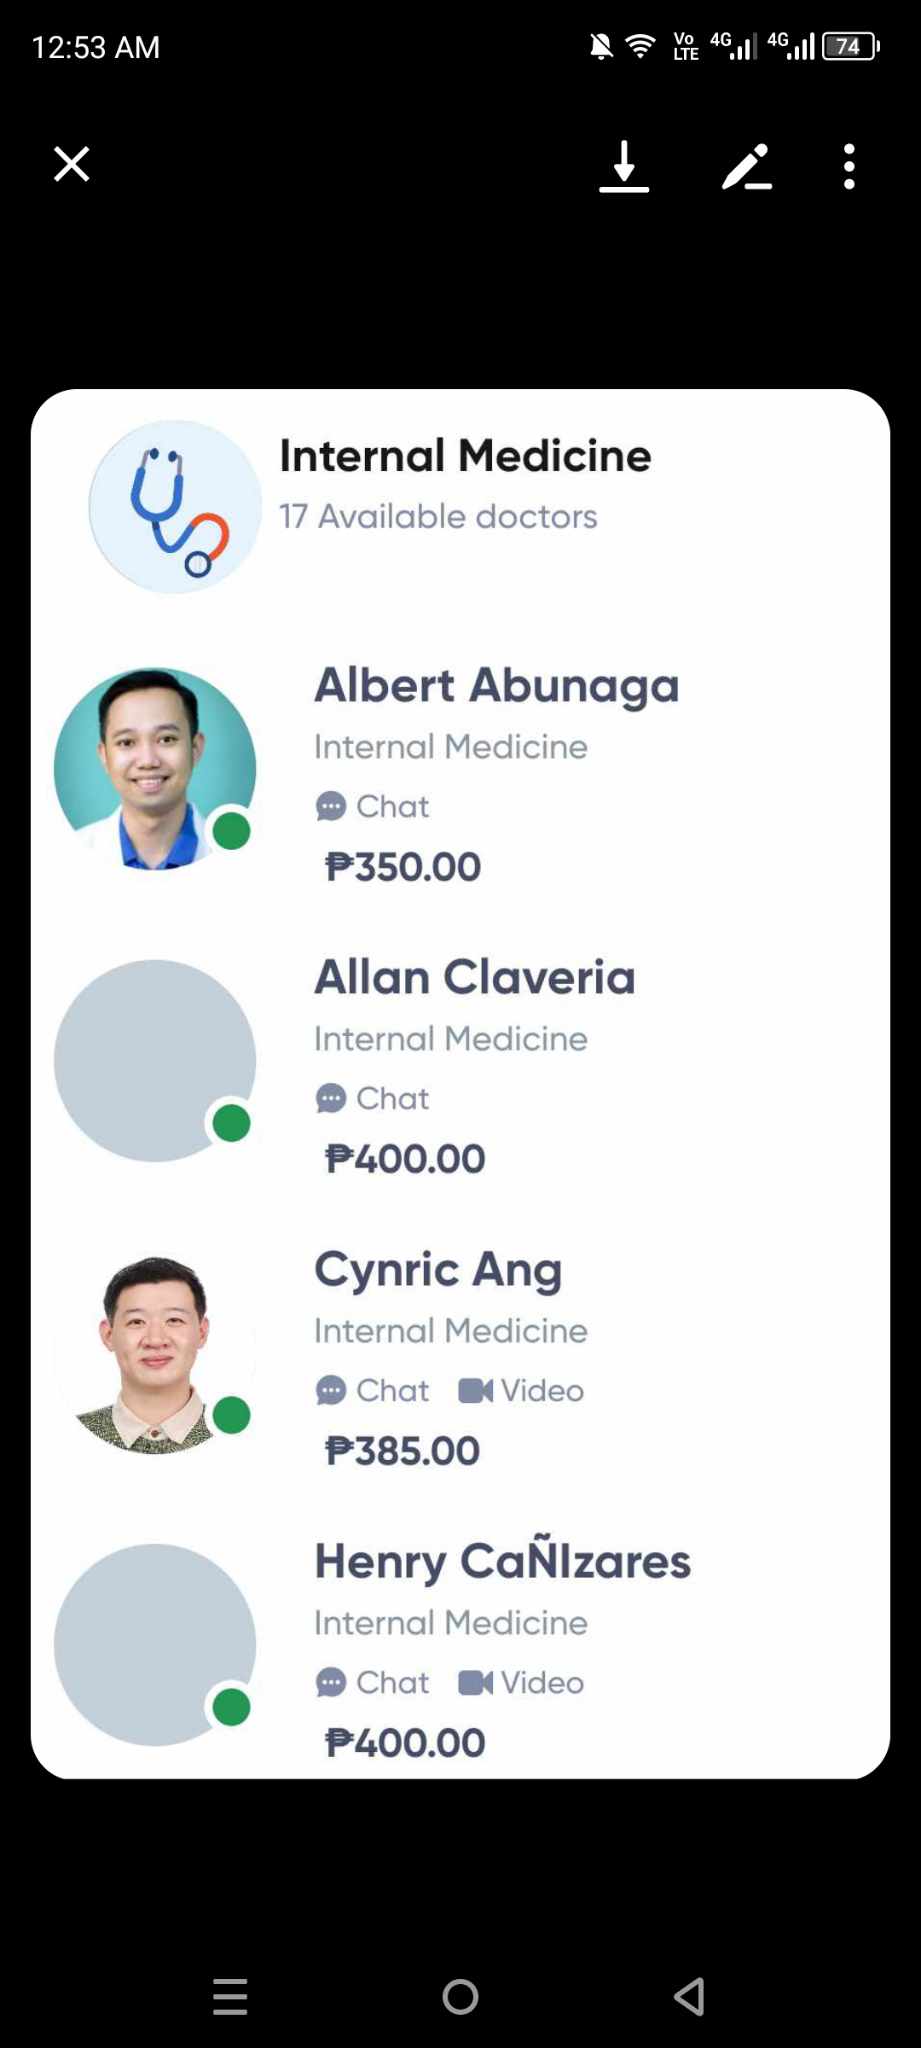 12:53 AM
Vo LTE 4G 4G 74
Internal Medicine
17 Available doctors
Albert Abunaga
Internal Medicine
Chat
₱350.00
Allan Claveria
Internal Medicine
Chat
₱400.00
Cynric Ang
Internal Medicine
Chat Video
₱385.00
Henry CaÑIzares
Internal Medicine
Chat Video
₱400.00